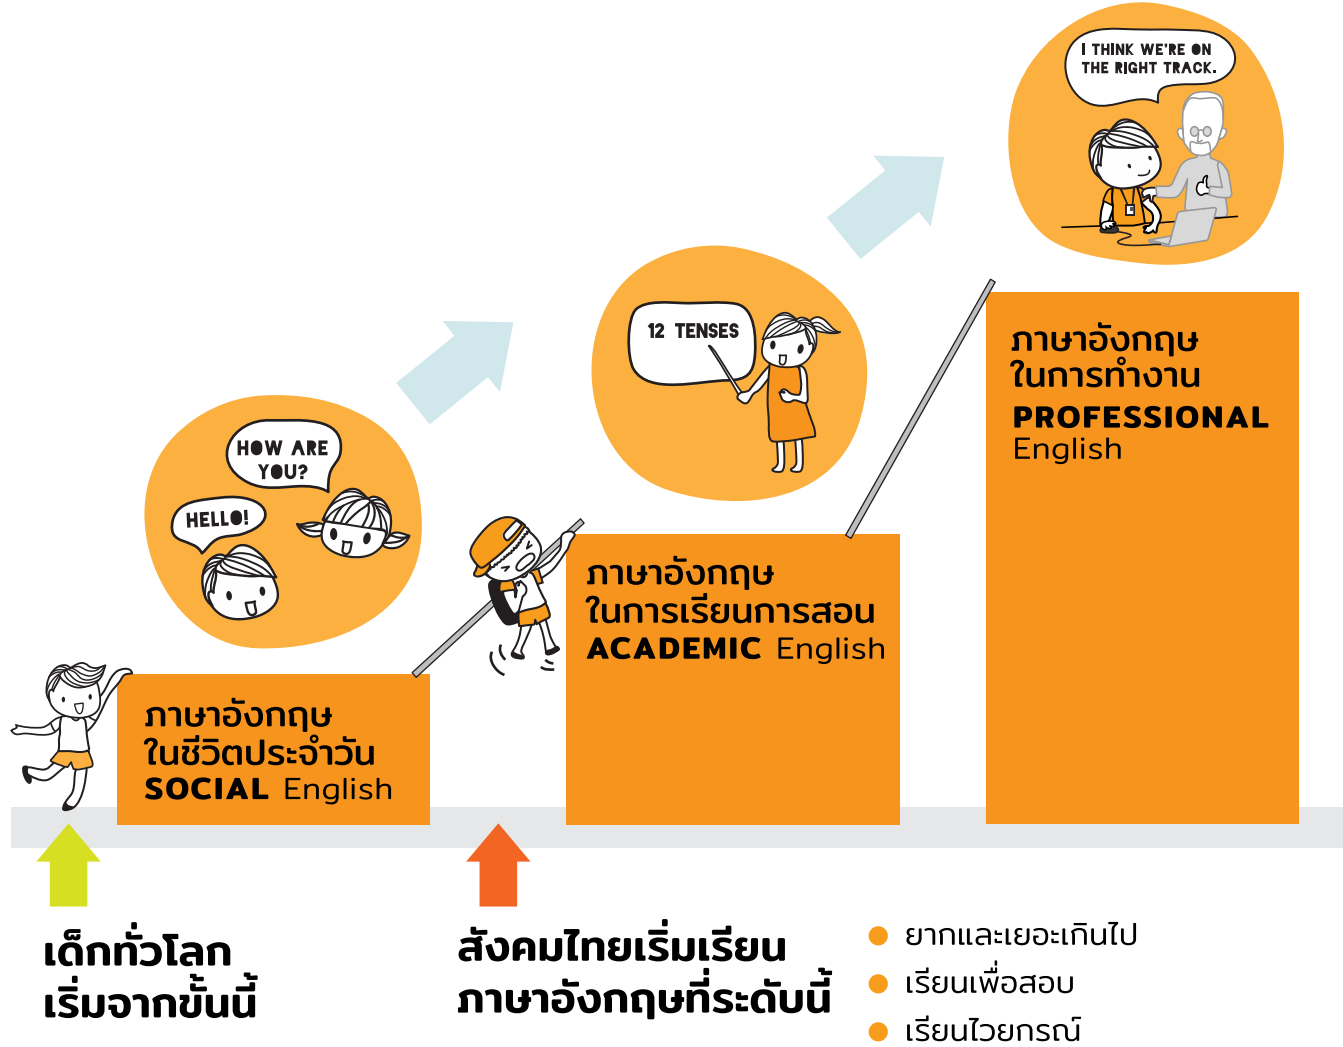 I THINK WE'RE ON
THE RIGHT TRACK.
12 TENSES
HOW ARE
YOU?
HELLO!
ภาษาอังกฤษ
ในชีวิตประจำวัน
SOCIAL English
ภาษาอังกฤษ
ในการเรียนการสอน
ACADEMIC English
ภาษาอังกฤษ
ในการทำงาน
PROFESSIONAL
English
เด็กทั่วโลก
เริ่มจากขั้นนี้
สังคมไทยเริ่มเรียน
ภาษาอังกฤษที่ระดับนี้
ยากและเยอะเกินไป
เรียนเพื่อสอบ
เรียนไวยกรณ์